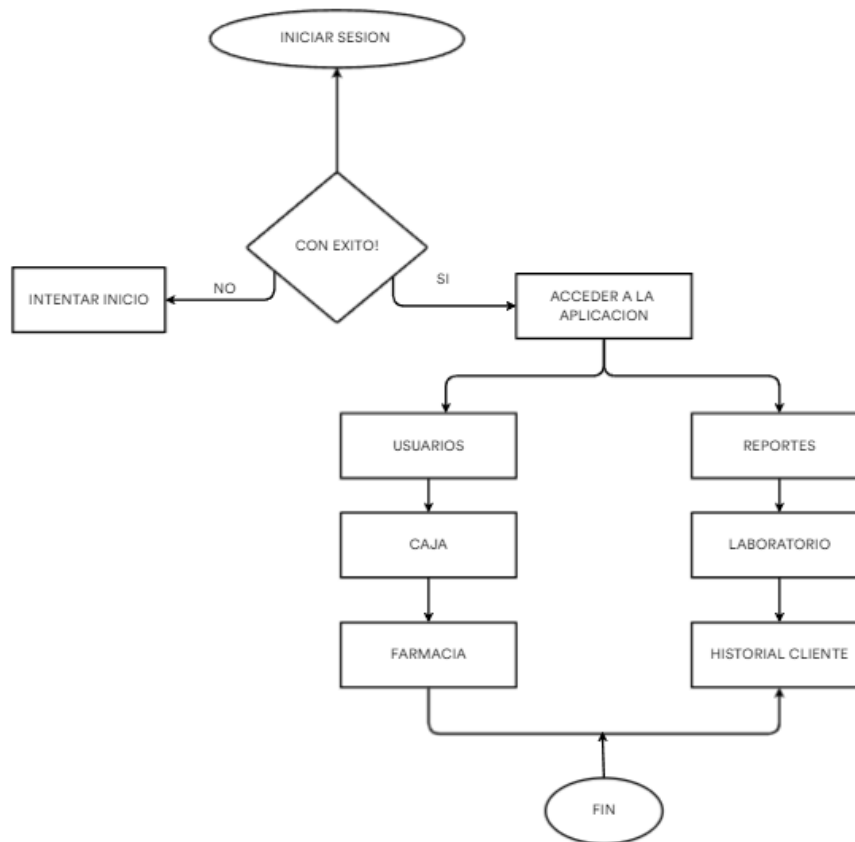 INICIAR SESION
CON EXITO!
NO
SI
INTENTAR INICIO
ACCEDER A LA
APLICACION
USUARIOS
REPORTES
CAJA
LABORATORIO
FARMACIA
HISTORIAL CLIENTE
FIN